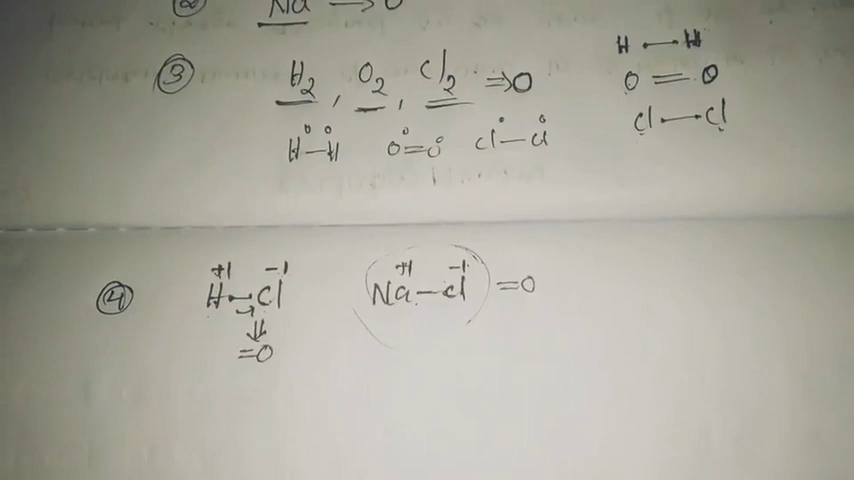 ② Na → 0
③ H₂, O₂, Cl₂ ⇒ 0
H — H
O = O
Cl — Cl
H⁰ — H⁰ O⁰ = O⁰ Cl⁰ — Cl⁰
④ H⁺¹ — Cl⁻¹ Na⁺¹ — Cl⁻¹ = 0
→
⇓
= 0